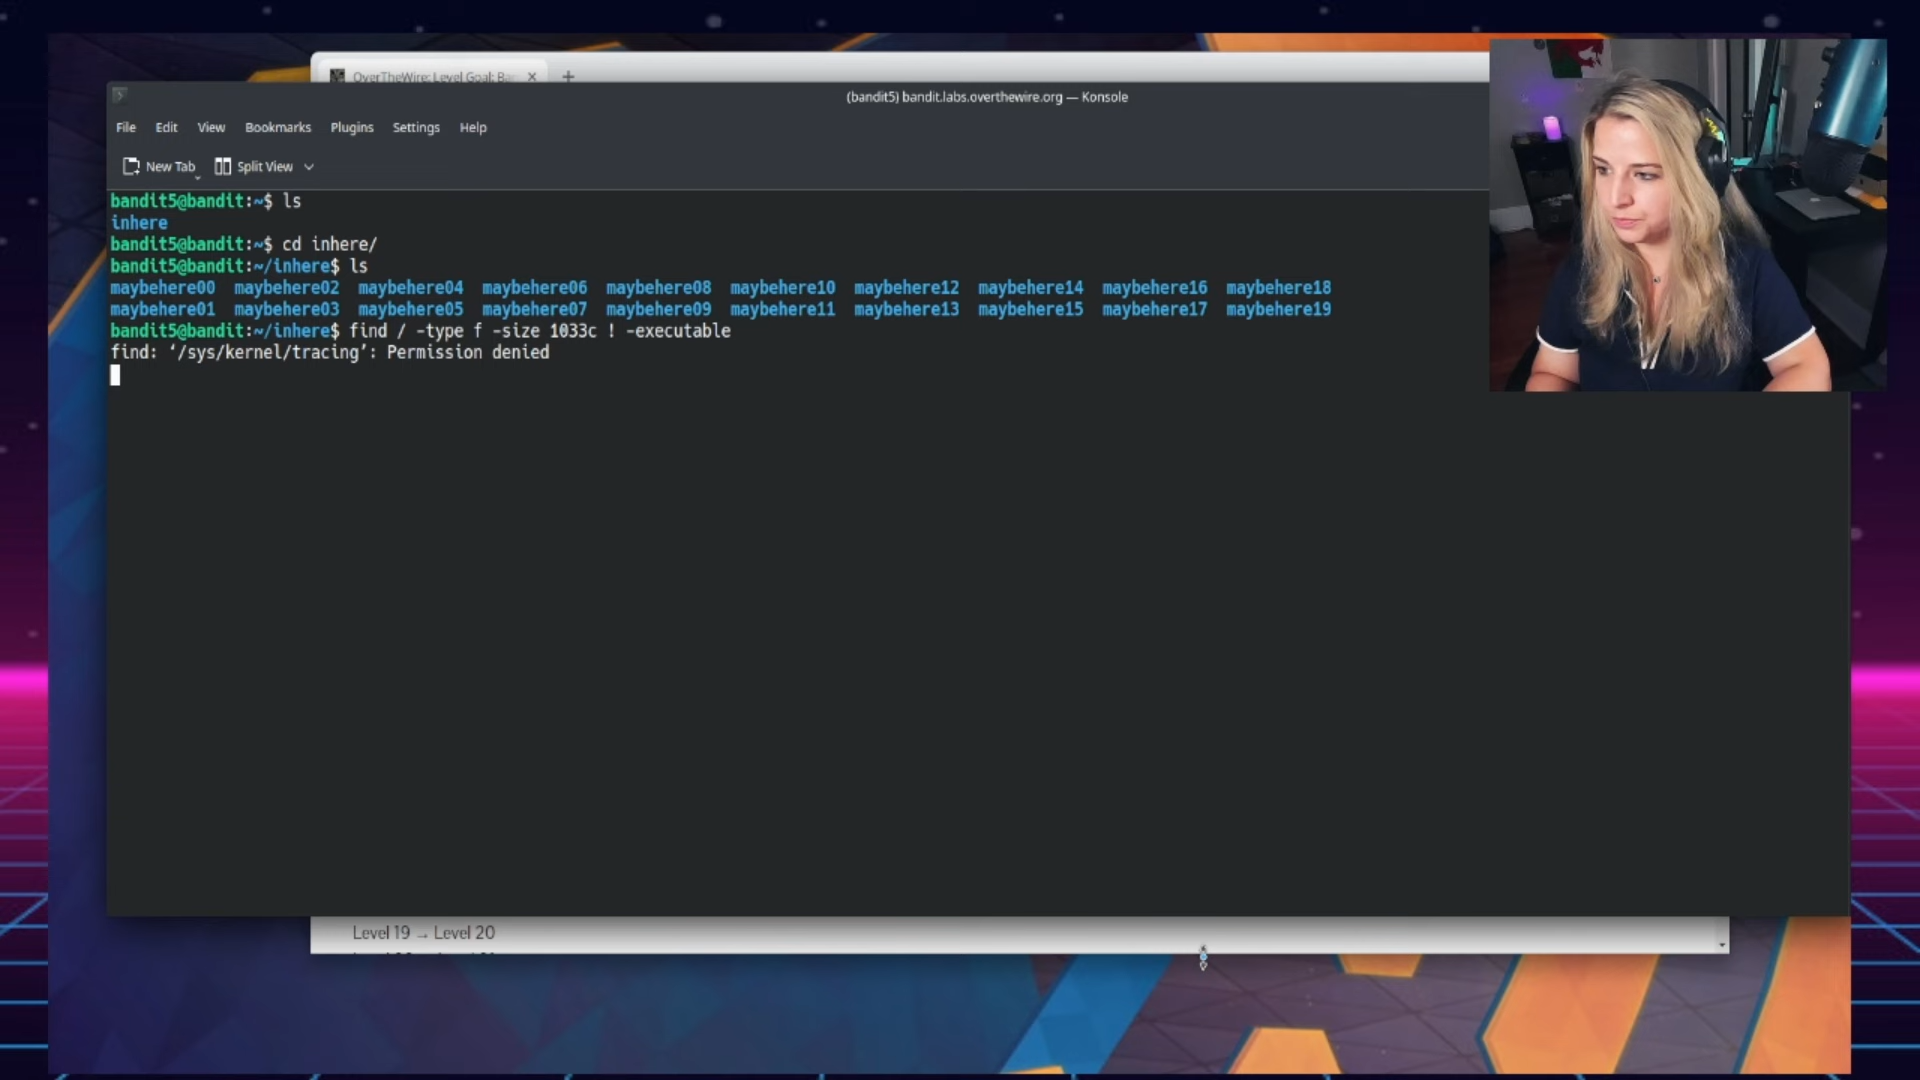 OverTheWire: Level Goal: Ba
(bandit5) bandit.labs.overthewire.org — Konsole
File Edit View Bookmarks Plugins Settings Help
New Tab Split View
bandit5@bandit:~$ ls
inhere
bandit5@bandit:~$ cd inhere/
bandit5@bandit:~/inhere$ ls
maybehere00 maybehere02 maybehere04 maybehere06 maybehere08 maybehere10 maybehere12 maybehere14 maybehere16 maybehere18
maybehere01 maybehere03 maybehere05 maybehere07 maybehere09 maybehere11 maybehere13 maybehere15 maybehere17 maybehere19
bandit5@bandit:~/inhere$ find / -type f -size 1033c ! -executable
find: ‘/sys/kernel/tracing’: Permission denied
Level 19 → Level 20